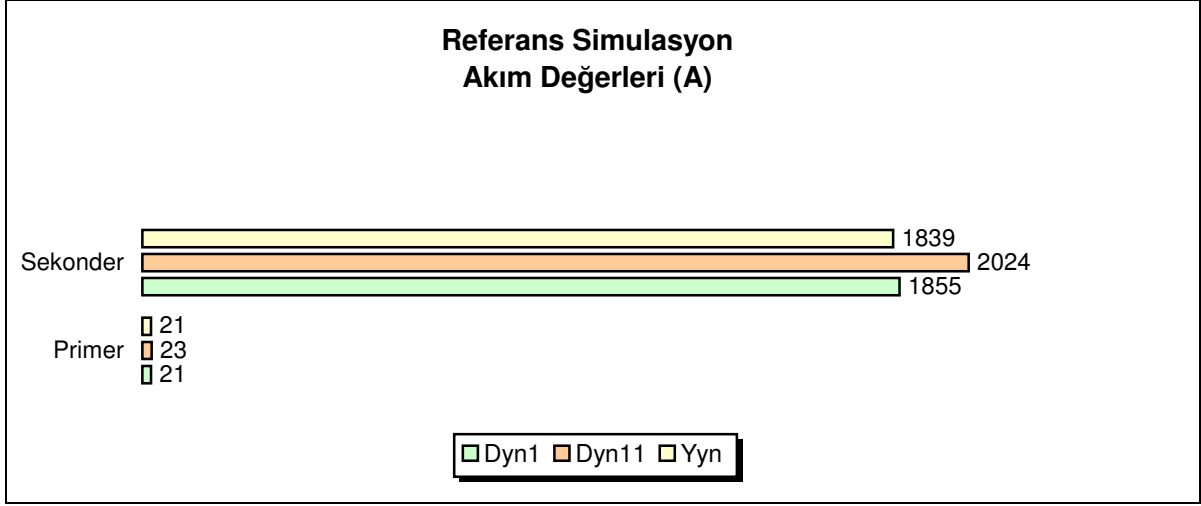 Referans Simulasyon
Akım Değerleri (A)
1839
Sekonder 2024
1855
21
Primer 23
21
Dyn1 Dyn11 Yyn